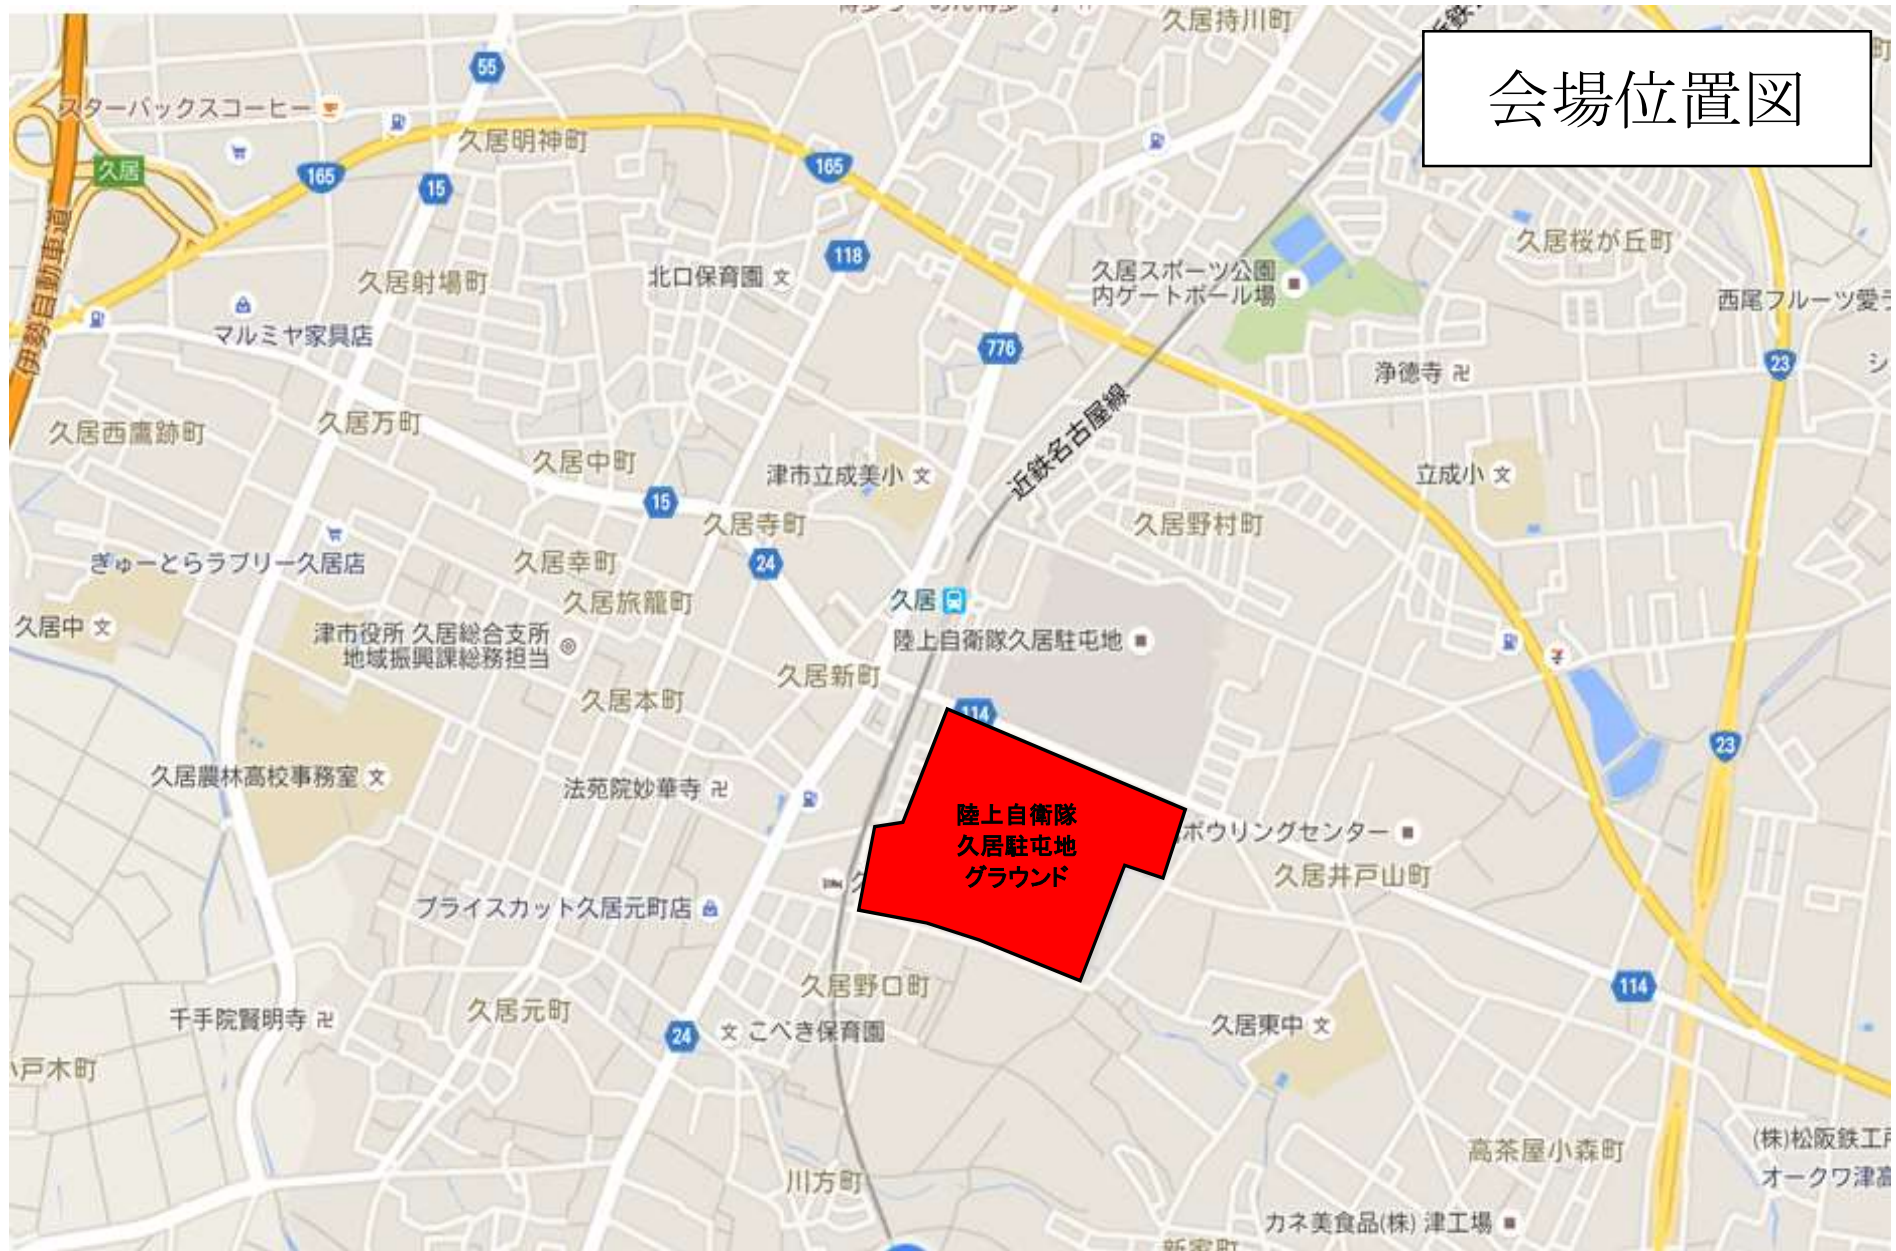 久居持川町
会場位置図
55
スターバックスコーヒー
久居明神町
165
久居
165
15
伊勢自動車道
118
北口保育園
久居射場町
久居スポーツ公園
内ゲートボール場
久居桜が丘町
西尾フルーツ愛
マルミヤ家具店
776
浄徳寺
23
近鉄名古屋線
久居西鷹跡町
久居万町
久居中町
津市立成美小
立成小
15
久居寺町
久居野村町
ぎゅーとらラブリー久居店
久居幸町
24
久居旅籠町
久居
久居中
津市役所 久居総合支所
地域振興課総務担当
陸上自衛隊久居駐屯地
久居新町
久居本町
114
23
久居農林高校事務室
法苑院妙華寺
陸上自衛隊
久居駐屯地
グラウンド
ボウリングセンター
久居井戸山町
プライスカット久居元町店
久居野口町
114
千手院賢明寺
久居元町
24
こべき保育園
久居東中
戸木町
高茶屋小森町
(株)松阪鉄工
オークワ津高
川方町
カネ美食品(株) 津工場
新家町